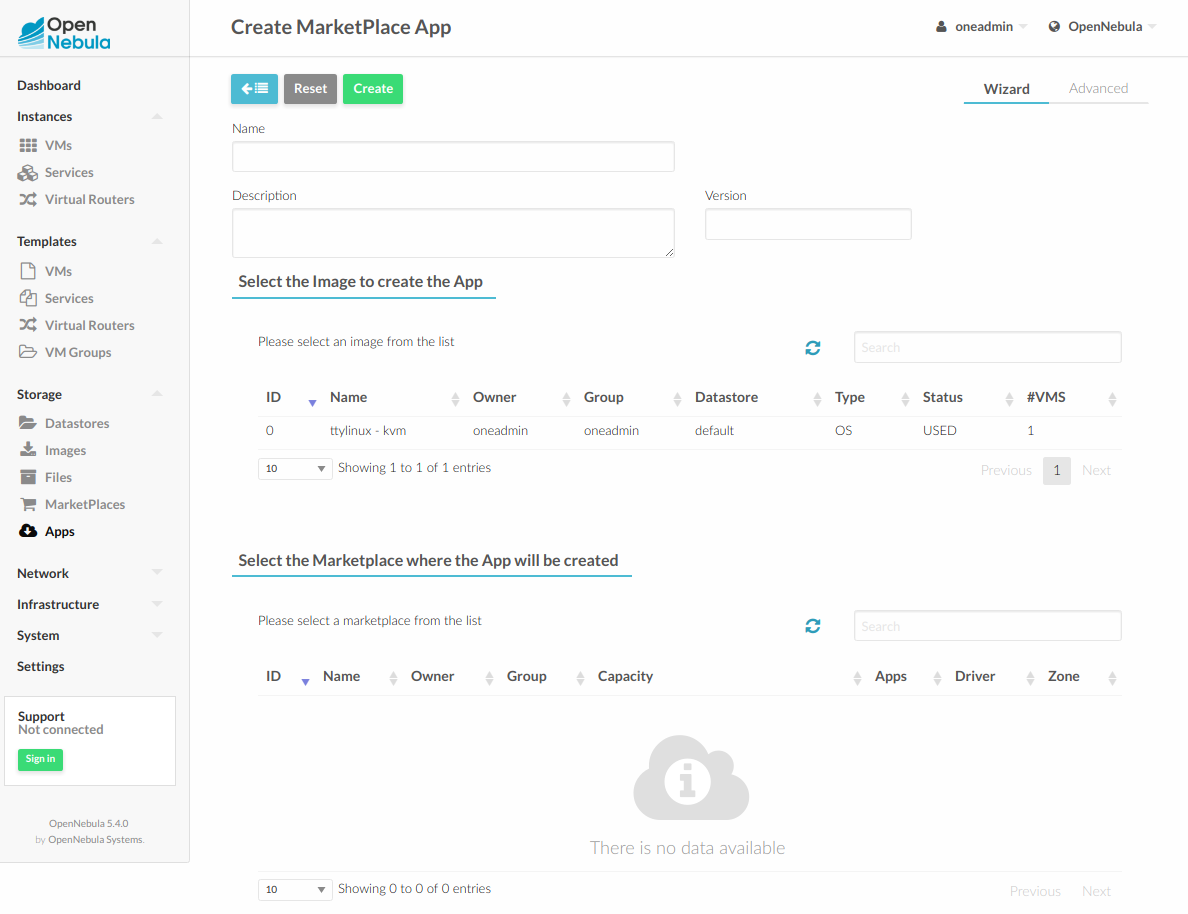 Open
Nebula
Create MarketPlace App
oneadmin
OpenNebula
Dashboard
Instances
VMs
Services
Virtual Routers
Templates
VMs
Services
Virtual Routers
VM Groups
Storage
Datastores
Images
Files
MarketPlaces
Apps
Network
Infrastructure
System
Settings
Support
Not connected
Sign in
OpenNebula 5.4.0
by OpenNebula Systems.
Reset
Create
Wizard
Advanced
Name
Description
Version
Select the Image to create the App
Please select an image from the list
Search
ID Name Owner Group Datastore Type Status #VMS
0 ttylinux - kvm oneadmin oneadmin default OS USED 1
10 Showing 1 to 1 of 1 entries
Previous 1 Next
Select the Marketplace where the App will be created
Please select a marketplace from the list
Search
ID Name Owner Group Capacity Apps Driver Zone
There is no data available
10 Showing 0 to 0 of 0 entries
Previous Next